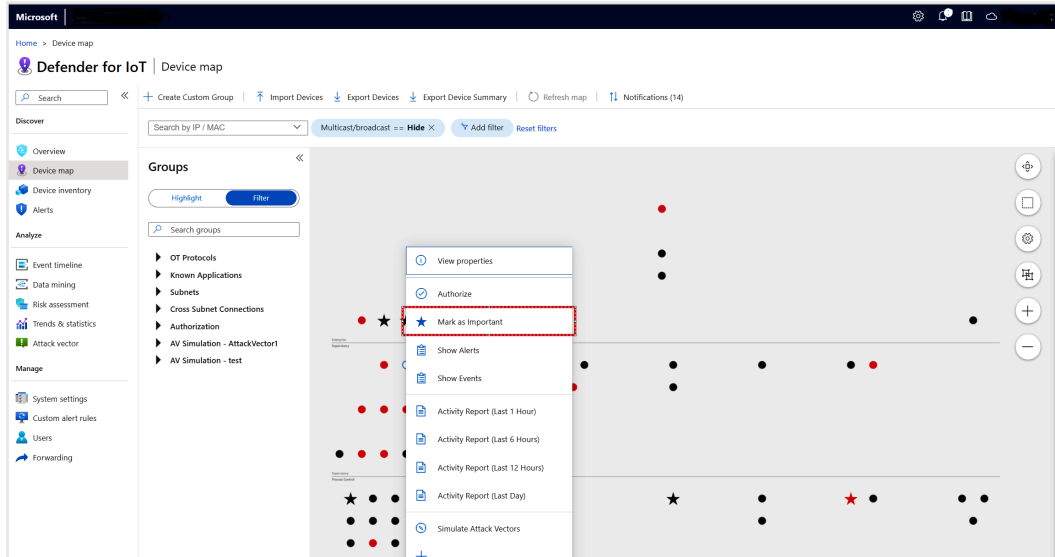 Microsoft
Home > Device map
Defender for IoT | Device map
Search
Create Custom Group
Import Devices
Export Devices
Export Device Summary
Refresh map
Notifications (14)
Discover
Overview
Device map
Device inventory
Alerts
Analyze
Event timeline
Data mining
Risk assessment
Trends & statistics
Attack vector
Manage
System settings
Custom alert rules
Users
Forwarding
Search by IP / MAC
Multicast/broadcast == Hide
Add filter
Reset filters
Groups
Highlight
Filter
Search groups
OT Protocols
Known Applications
Subnets
Cross Subnet Connections
Authorization
AV Simulation - AttackVector1
AV Simulation - test
View properties
Authorize
Mark as Important
Show Alerts
Show Events
Activity Report (Last 1 Hour)
Activity Report (Last 6 Hours)
Activity Report (Last 12 Hours)
Activity Report (Last Day)
Simulate Attack Vectors
Enterprise
Supervisory
Supervisory
Process Control